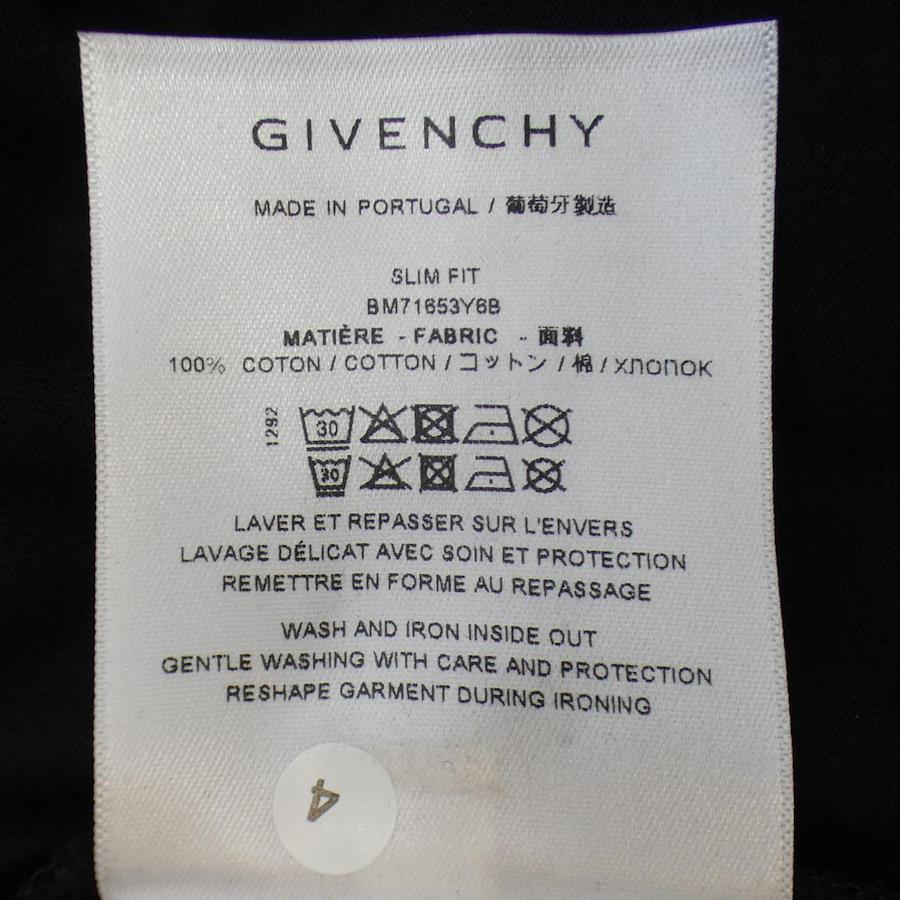 GIVENCHY
MADE IN PORTUGAL / 葡萄牙製造
SLIM FIT
BM71653Y6B
MATIÈRE - FABRIC - 面料
100% COTON / COTTON / コットン / 棉 / ХЛОПОК
1292
30
30
LAVER ET REPASSER SUR L'ENVERS
LAVAGE DÉLICAT AVEC SOIN ET PROTECTION
REMETTRE EN FORME AU REPASSAGE
WASH AND IRON INSIDE OUT
GENTLE WASHING WITH CARE AND PROTECTION
RESHAPE GARMENT DURING IRONING
4